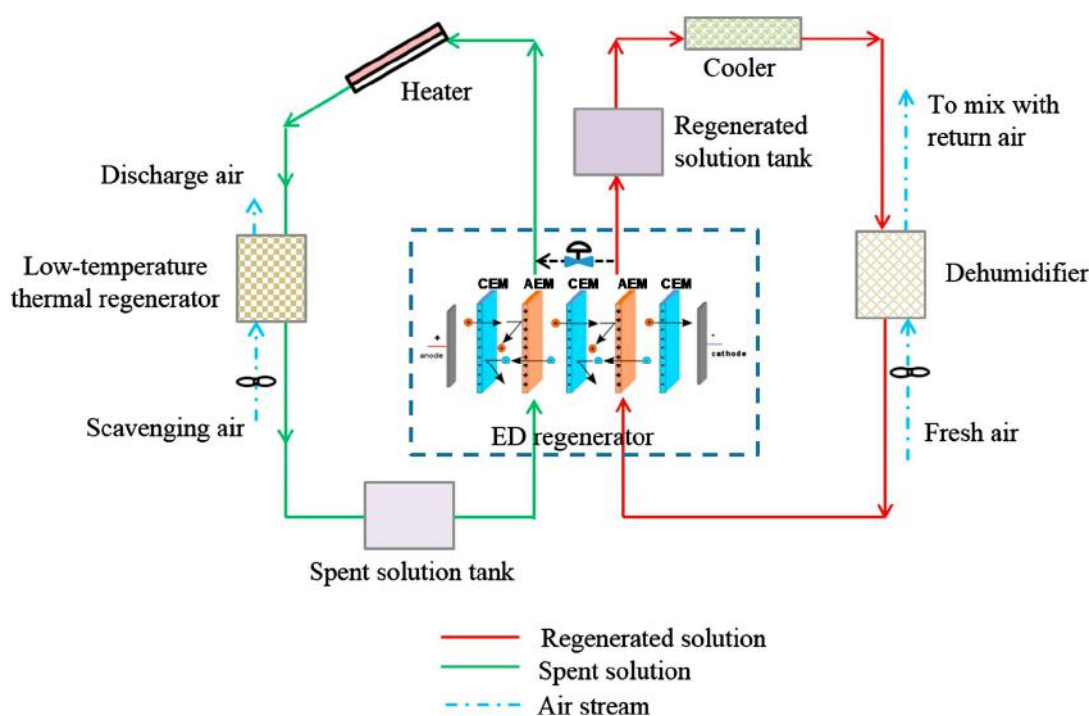 Heater
Cooler
Regenerated
solution tank
To mix with
return air
Discharge air
Low-temperature
thermal regenerator
Dehumidifier
CEM AEM CEM AEM CEM
+
anode
-
cathode
Scavenging air
ED regenerator
Fresh air
Spent solution tank
Regenerated solution
Spent solution
Air stream